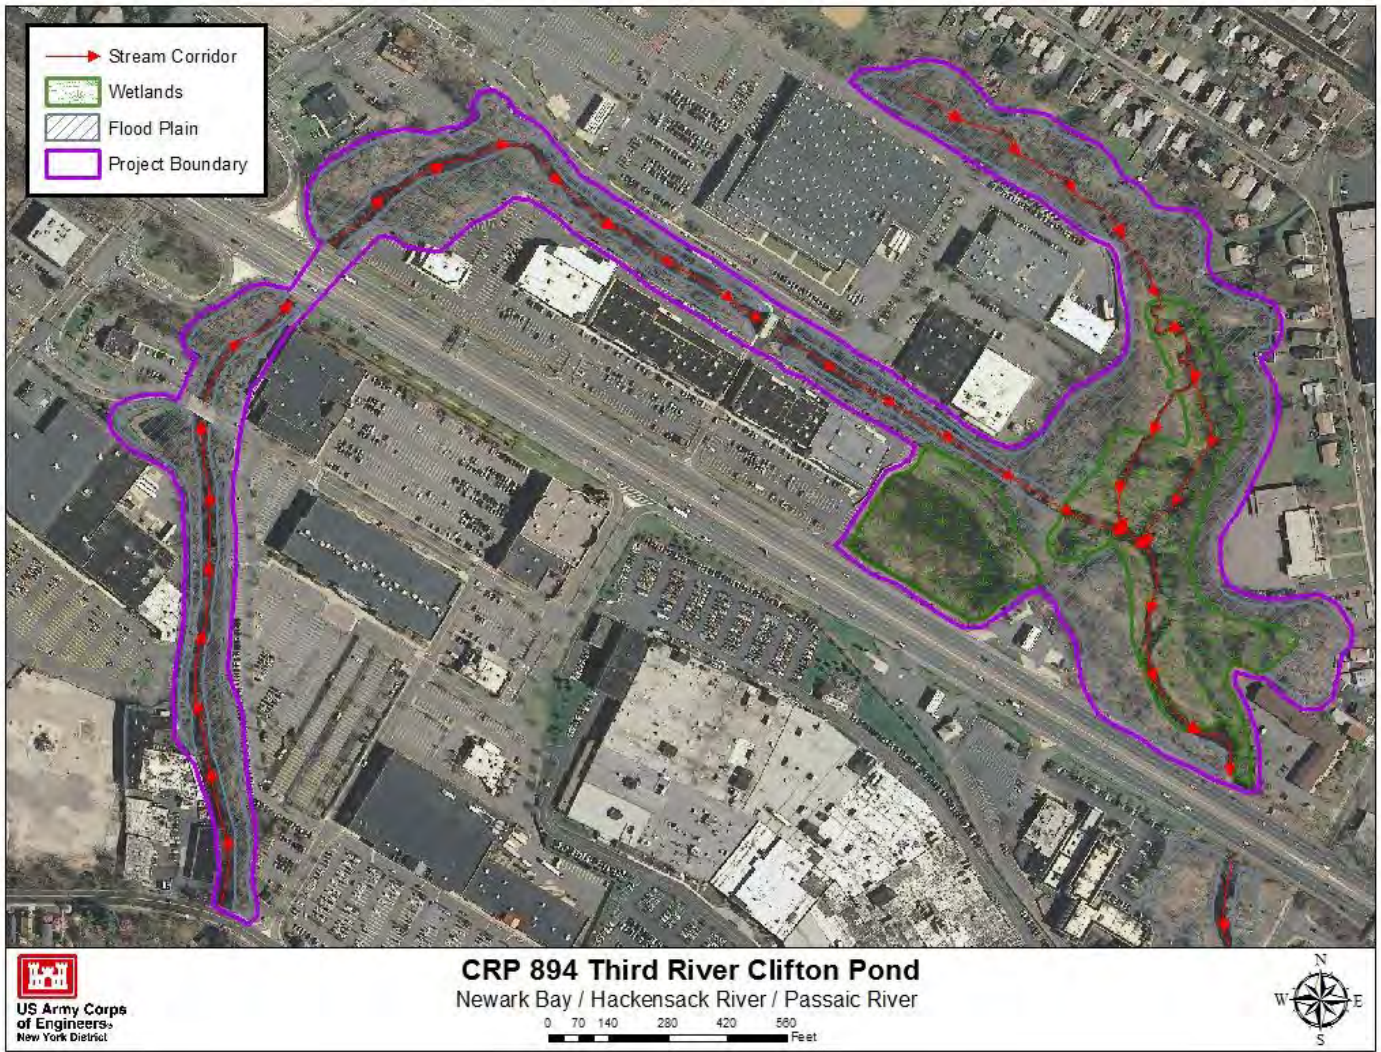 Stream Corridor
Wetlands
Flood Plain
Project Boundary
US Army Corps
of Engineers®
New York District
CRP 894 Third River Clifton Pond
Newark Bay / Hackensack River / Passaic River
0 70 140 280 420 560
Feet
N
W E
S